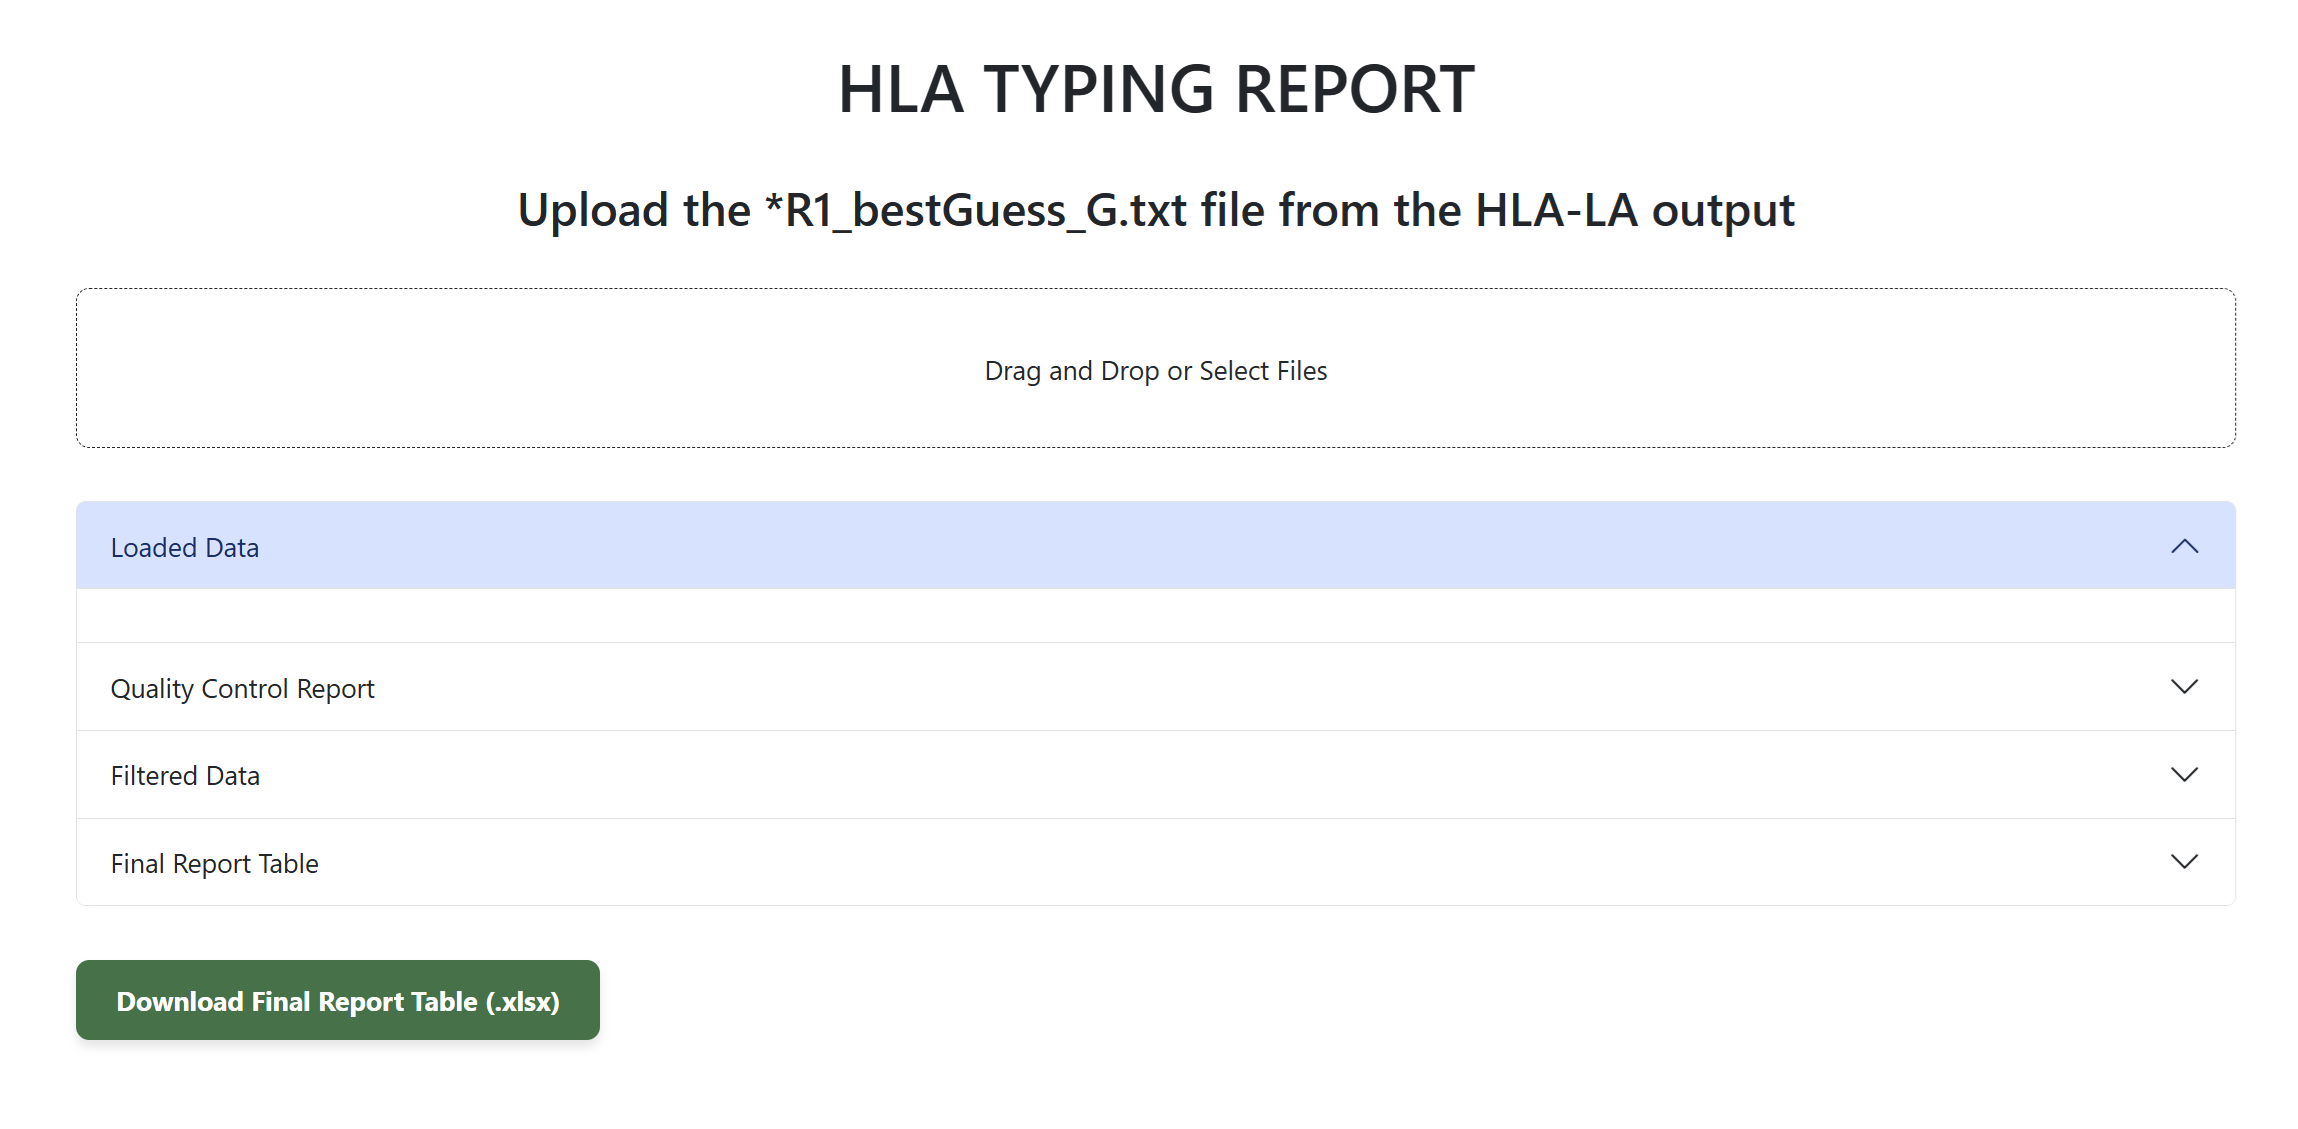 HLA TYPING REPORT
Upload the *R1_bestGuess_G.txt file from the HLA-LA output
Drag and Drop or Select Files
Loaded Data
Quality Control Report
Filtered Data
Final Report Table
Download Final Report Table (.xlsx)